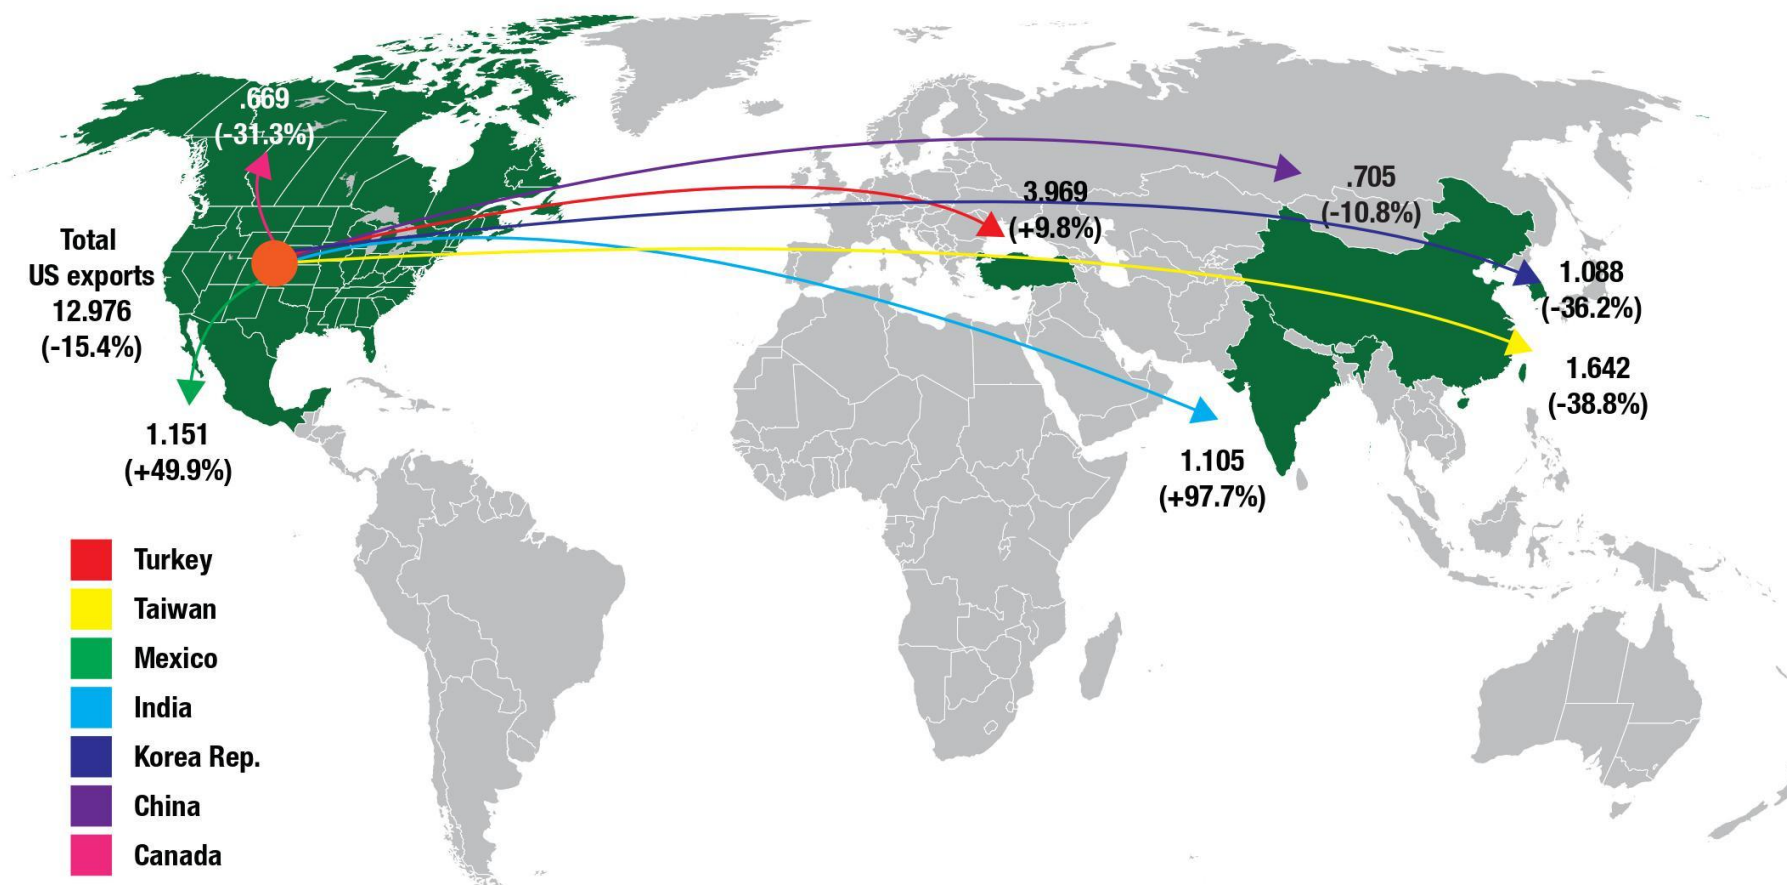 .669
(-31.3%)
Total
US exports
12.976
(-15.4%)
1.151
(+49.9%)
3.969
(+9.8%)
.705
(-10.8%)
1.088
(-36.2%)
1.642
(-38.8%)
1.105
(+97.7%)
Turkey
Taiwan
Mexico
India
Korea Rep.
China
Canada